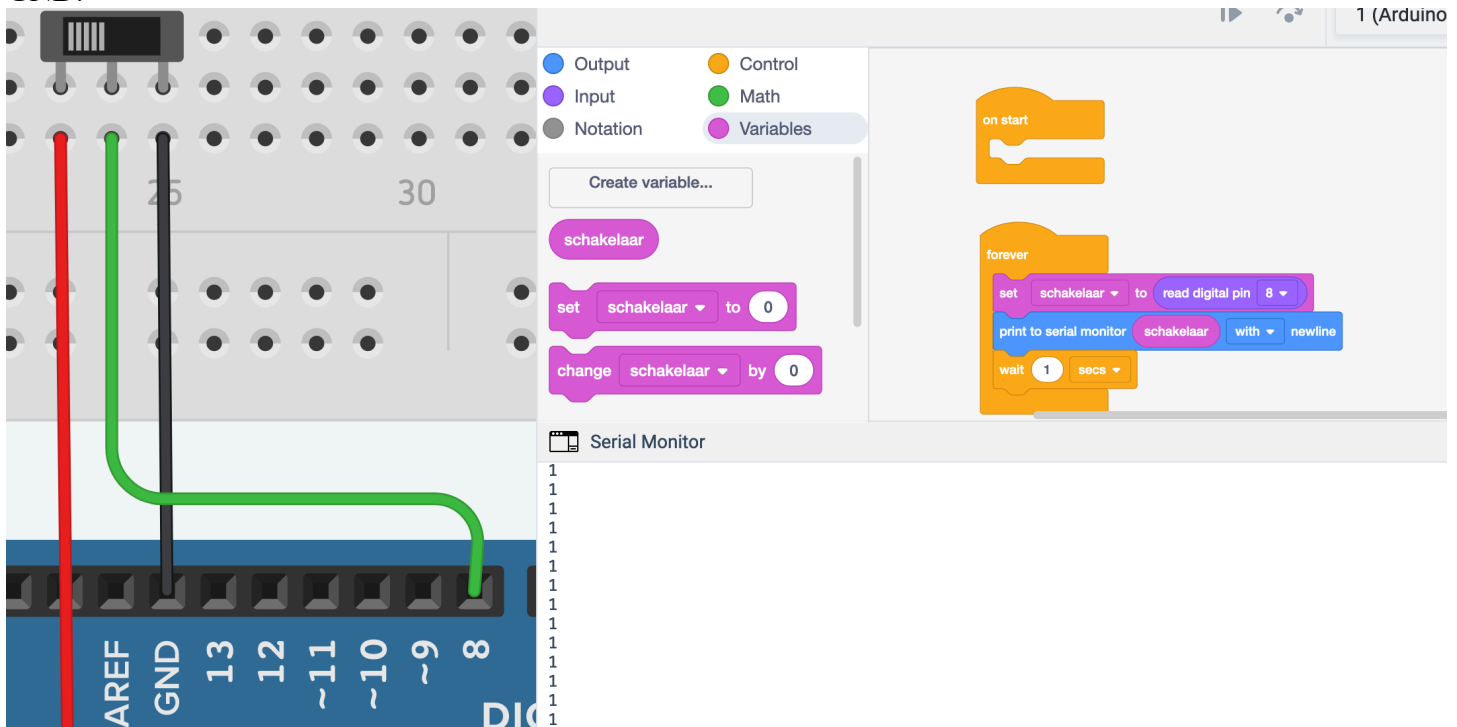 1 (Arduino
25
30
AREF
GND
13
12
~11
~10
~9
8
DIG
Output
Control
Input
Math
Notation
Variables
Create variable...
schakelaar
set schakelaar to 0
change schakelaar by 0
on start
forever
set schakelaar to read digital pin 8
print to serial monitor schakelaar with newline
wait 1 secs
Serial Monitor
1
1
1
1
1
1
1
1
1
1
1
1
1
1